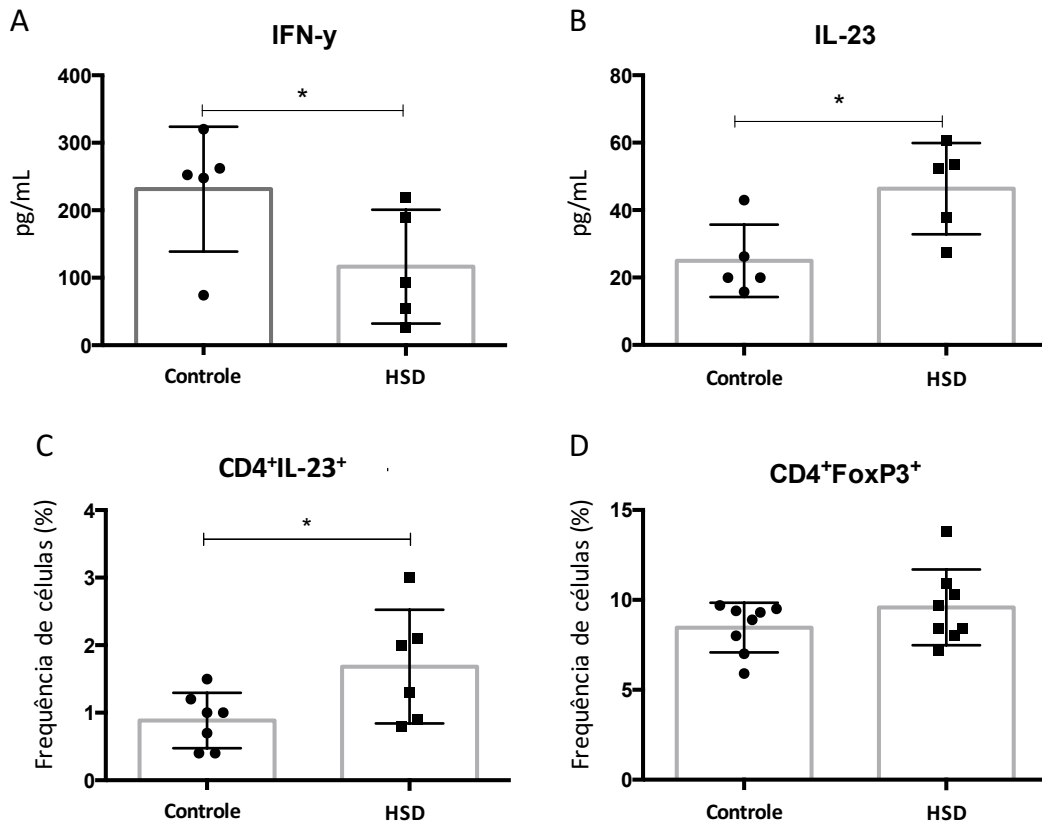 A
IFN-y
pg/mL
400
300
200
100
0
*
Controle
HSD
B
IL-23
pg/mL
80
60
40
20
0
*
Controle
HSD
C
CD4⁺IL-23⁺
Frequência de células (%)
4
3
2
1
0
*
Controle
HSD
D
CD4⁺FoxP3⁺
Frequência de células (%)
15
10
5
0
Controle
HSD